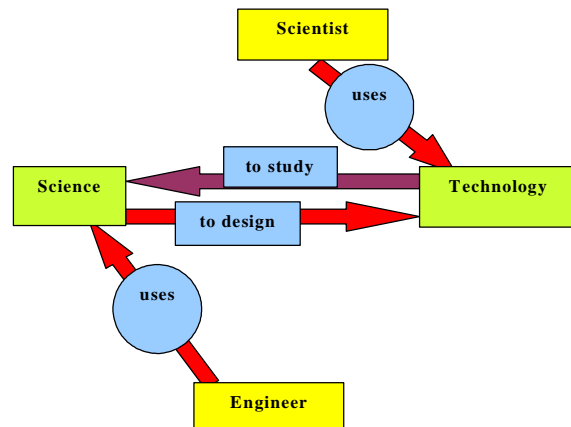 Scientist
uses
to study
Science
Technology
to design
uses
Engineer